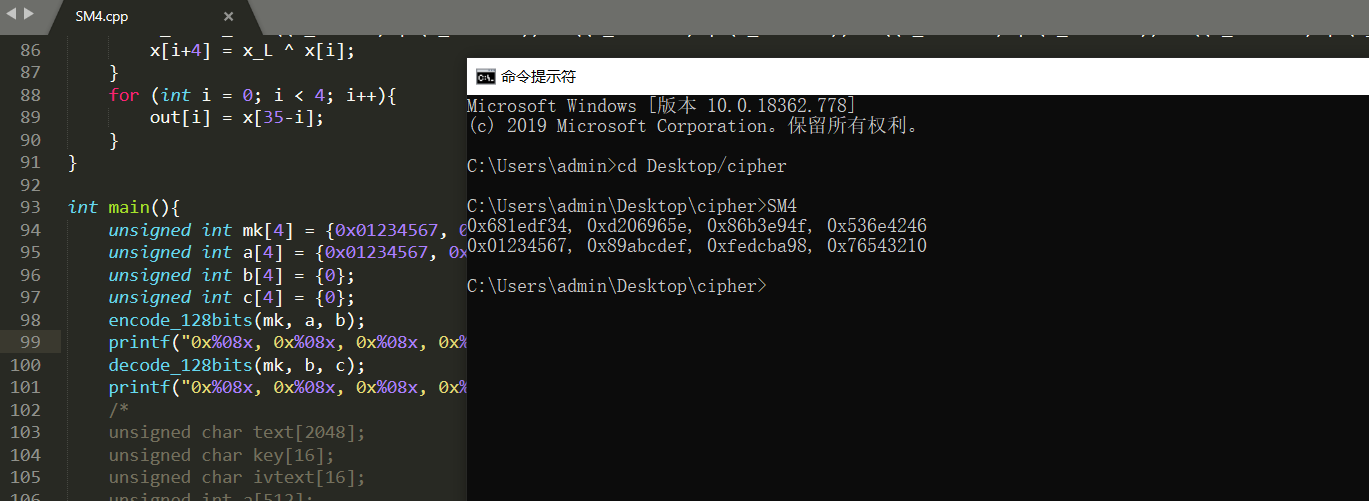 SM4.cpp
86 x[i+4] = x_L ^ x[i];
87 }
88 for (int i = 0; i < 4; i++){
89 out[i] = x[35-i];
90 }
91 }
92
93 int main(){
94 unsigned int mk[4] = {0x01234567, 0
95 unsigned int a[4] = {0x01234567, 0x
96 unsigned int b[4] = {0};
97 unsigned int c[4] = {0};
98 encode_128bits(mk, a, b);
99 printf("0x%08x, 0x%08x, 0x%08x, 0x%
100 decode_128bits(mk, b, c);
101 printf("0x%08x, 0x%08x, 0x%08x, 0x%
102 /*
103 unsigned char text[2048];
104 unsigned char key[16];
105 unsigned char ivtext[16];
106 unsigned int a[512];
命令提示符
Microsoft Windows [版本 10.0.18362.778]
(c) 2019 Microsoft Corporation。保留所有权利。
C:\Users\admin>cd Desktop/cipher
C:\Users\admin\Desktop\cipher>SM4
0x681edf34, 0xd206965e, 0x86b3e94f, 0x536e4246
0x01234567, 0x89abcdef, 0xfedcba98, 0x76543210
C:\Users\admin\Desktop\cipher>